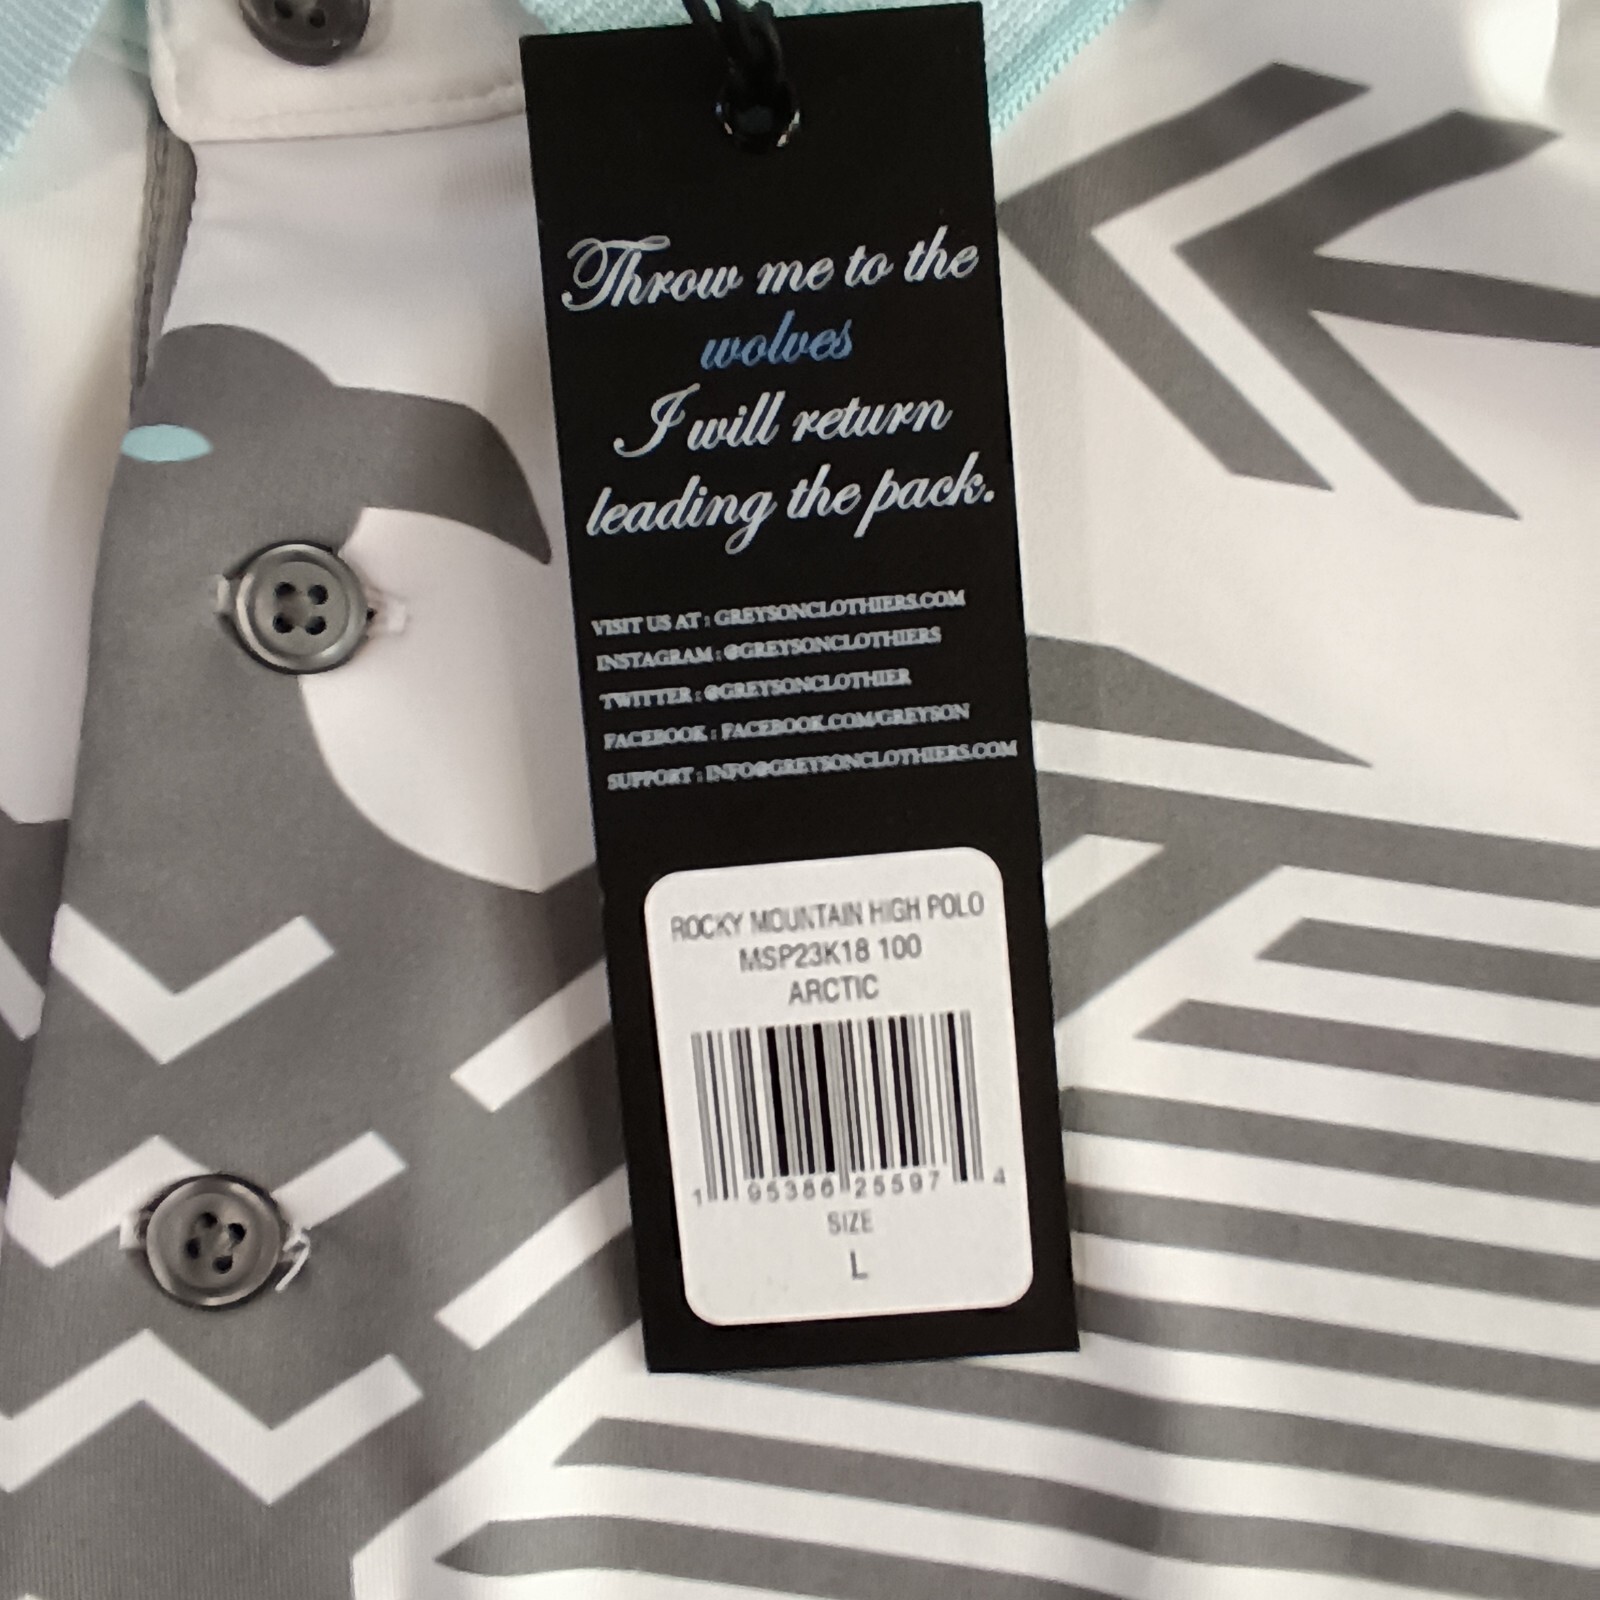 Throw me to the
wolves
I will return
leading the pack.
VISIT US AT : GREYSONCLOTHIERS.COM
INSTAGRAM : @GREYSONCLOTHIERS
TWITTER : @GREYSONCLOTHIER
FACEBOOK : FACEBOOK.COM/GREYSON
SUPPORT : INFO@GREYSONCLOTHIERS.COM
ROCKY MOUNTAIN HIGH POLO
MSP23K18 100
ARCTIC
1 95386 25597 4
SIZE
L